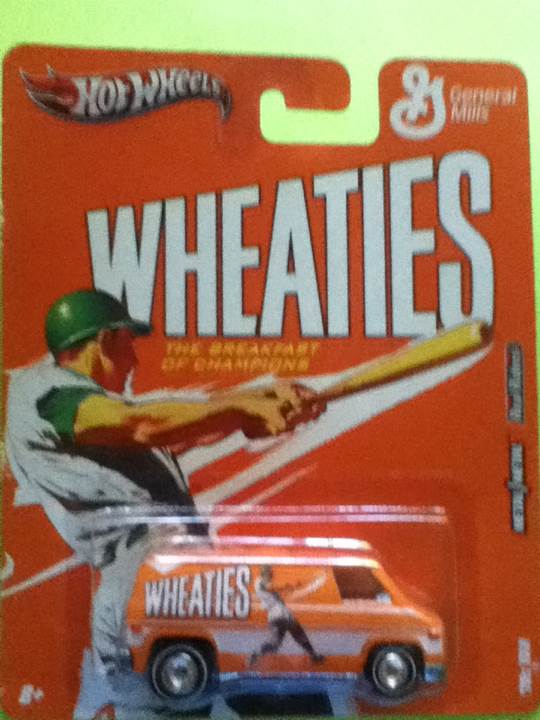 HOT WHEELS
General
Mills
WHEATIES
THE BREAKFAST
OF CHAMPIONS
WHEATIES
8+